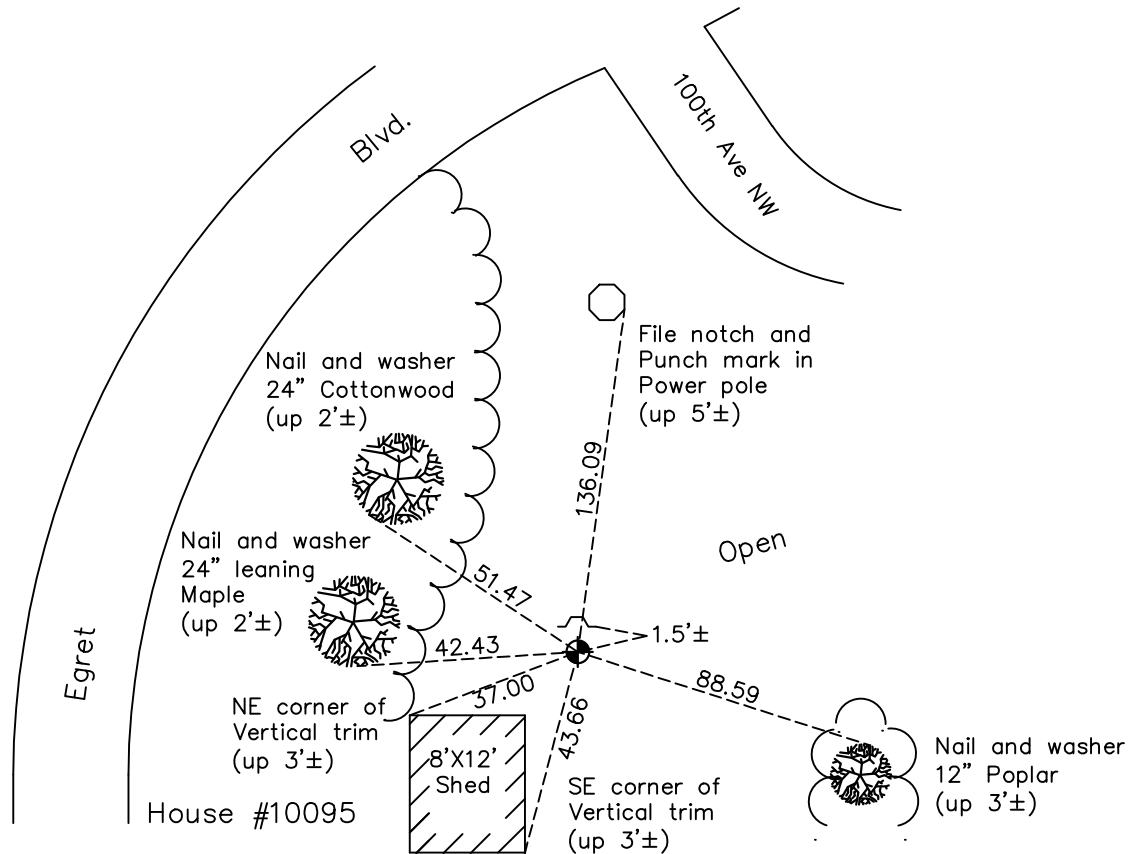 Blvd.
100th Ave NW
File notch and
Punch mark in
Power pole
(up 5'±)
Nail and washer
24” Cottonwood
(up 2'±)
136.09
Open
Nail and washer
24” leaning
Maple
(up 2'±)
51.47
1.5'±
42.43
Egret
37.00
88.59
43.66
NE corner of
Vertical trim
(up 3'±)
8'X12'
Shed
Nail and washer
12” Poplar
(up 3'±)
SE corner of
Vertical trim
(up 3'±)
House #10095